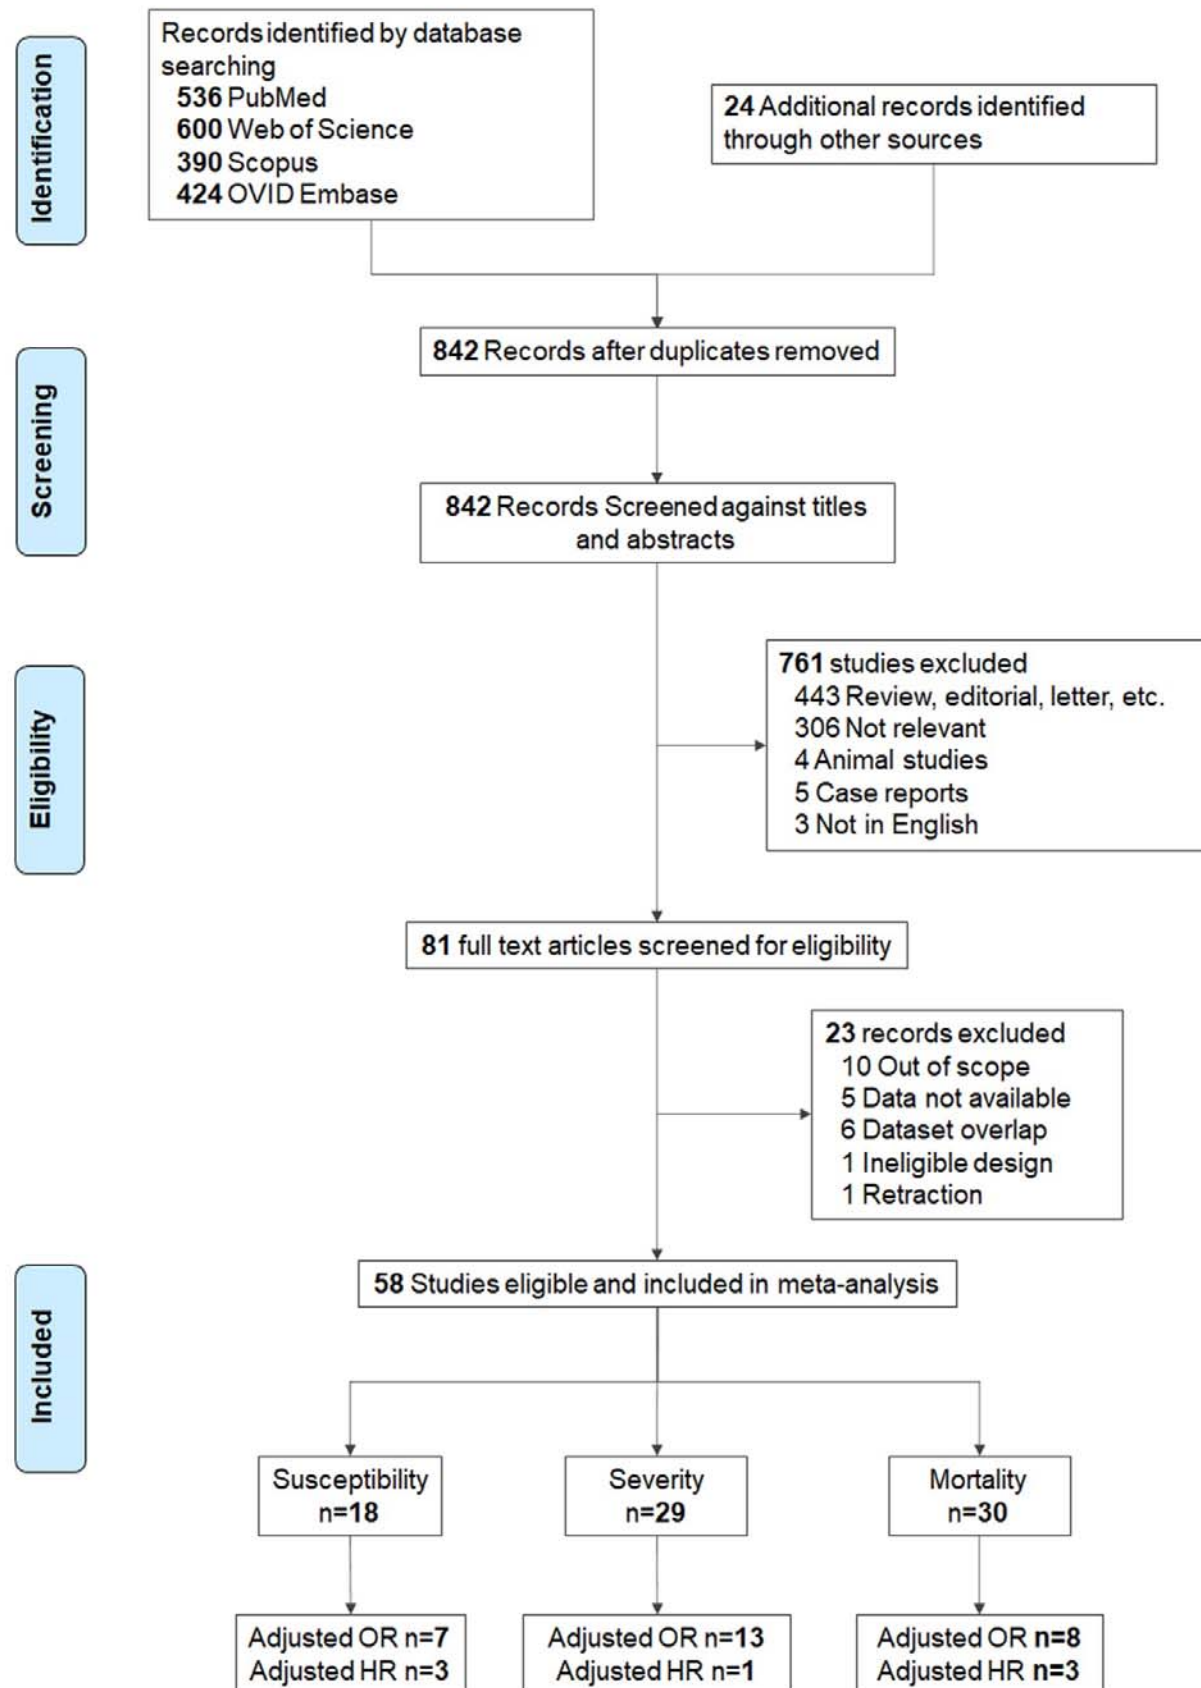 Identification
Records identified by database
searching
536 PubMed
600 Web of Science
390 Scopus
424 OVID Embase
24 Additional records identified
through other sources
Screening
842 Records after duplicates removed
842 Records Screened against titles
and abstracts
Eligibility
761 studies excluded
443 Review, editorial, letter, etc.
306 Not relevant
4 Animal studies
5 Case reports
3 Not in English
81 full text articles screened for eligibility
23 records excluded
10 Out of scope
5 Data not available
6 Dataset overlap
1 Ineligible design
1 Retraction
Included
58 Studies eligible and included in meta-analysis
Susceptibility
n=18
Severity
n=29
Mortality
n=30
Adjusted OR n=7
Adjusted HR n=3
Adjusted OR n=13
Adjusted HR n=1
Adjusted OR n=8
Adjusted HR n=3